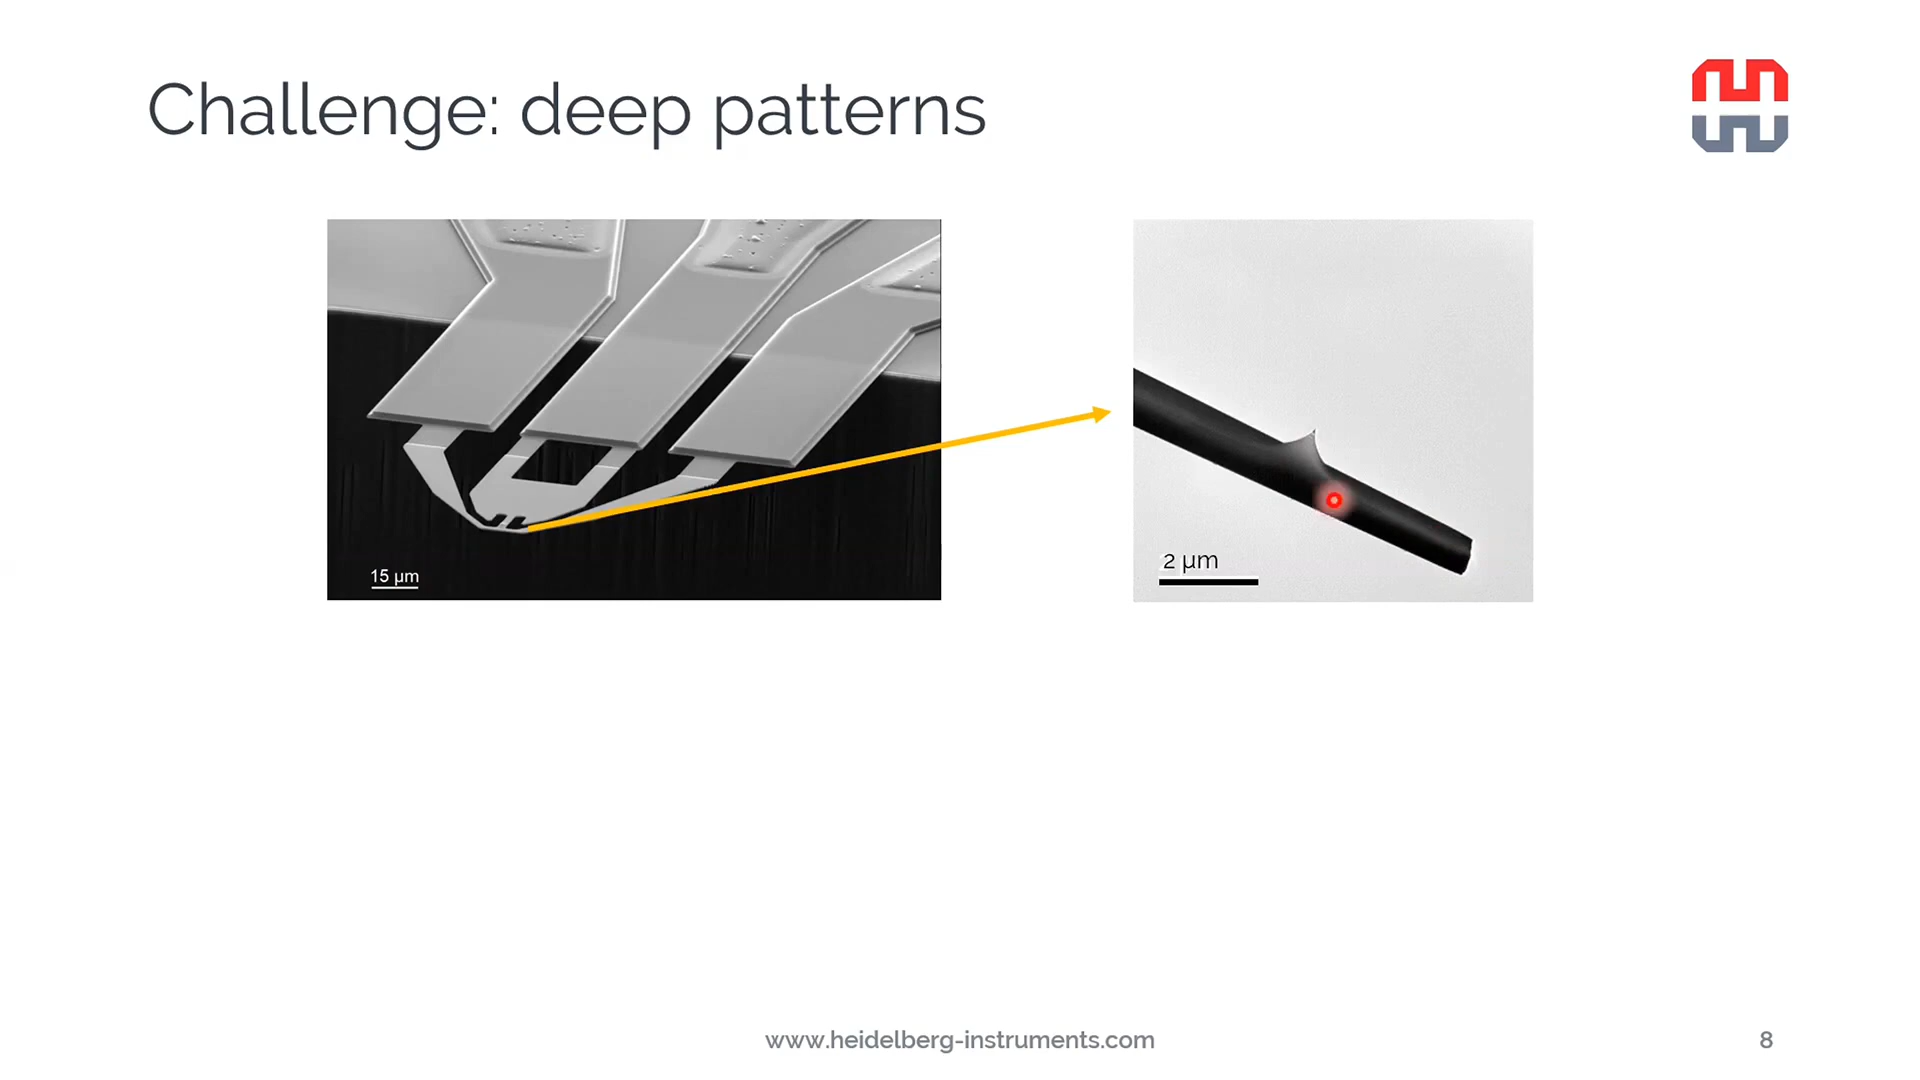 Challenge: deep patterns
15 µm
2 µm
www.heidelberg-instruments.com
8